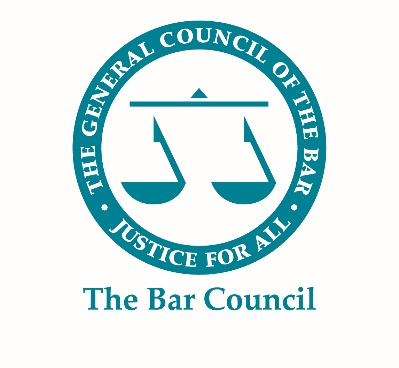 · THE GENERAL COUNCIL OF THE BAR ·
JUSTICE FOR ALL
The Bar Council